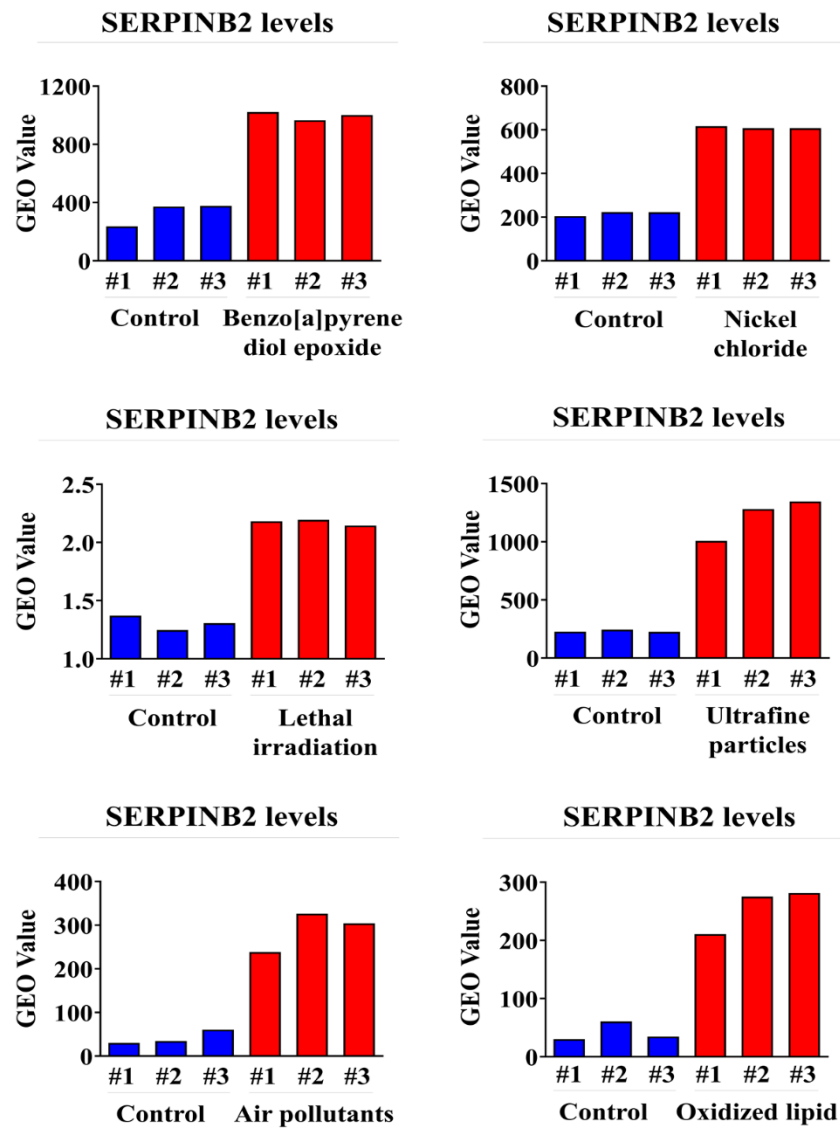 SERPINB2 levels
GEO Value
1200
800
400
0
#1 #2 #3 #1 #2 #3
Control Benzo[a]pyrene
diol epoxide
SERPINB2 levels
GEO Value
800
600
400
200
0
#1 #2 #3 #1 #2 #3
Control Nickel
chloride
SERPINB2 levels
GEO Value
2.5
2.0
1.5
1.0
#1 #2 #3 #1 #2 #3
Control Lethal
irradiation
SERPINB2 levels
GEO Value
1500
1000
500
0
#1 #2 #3 #1 #2 #3
Control Ultrafine
particles
SERPINB2 levels
GEO Value
400
300
200
100
0
#1 #2 #3 #1 #2 #3
Control Air pollutants
SERPINB2 levels
GEO Value
300
200
100
0
#1 #2 #3 #1 #2 #3
Control Oxidized lipid